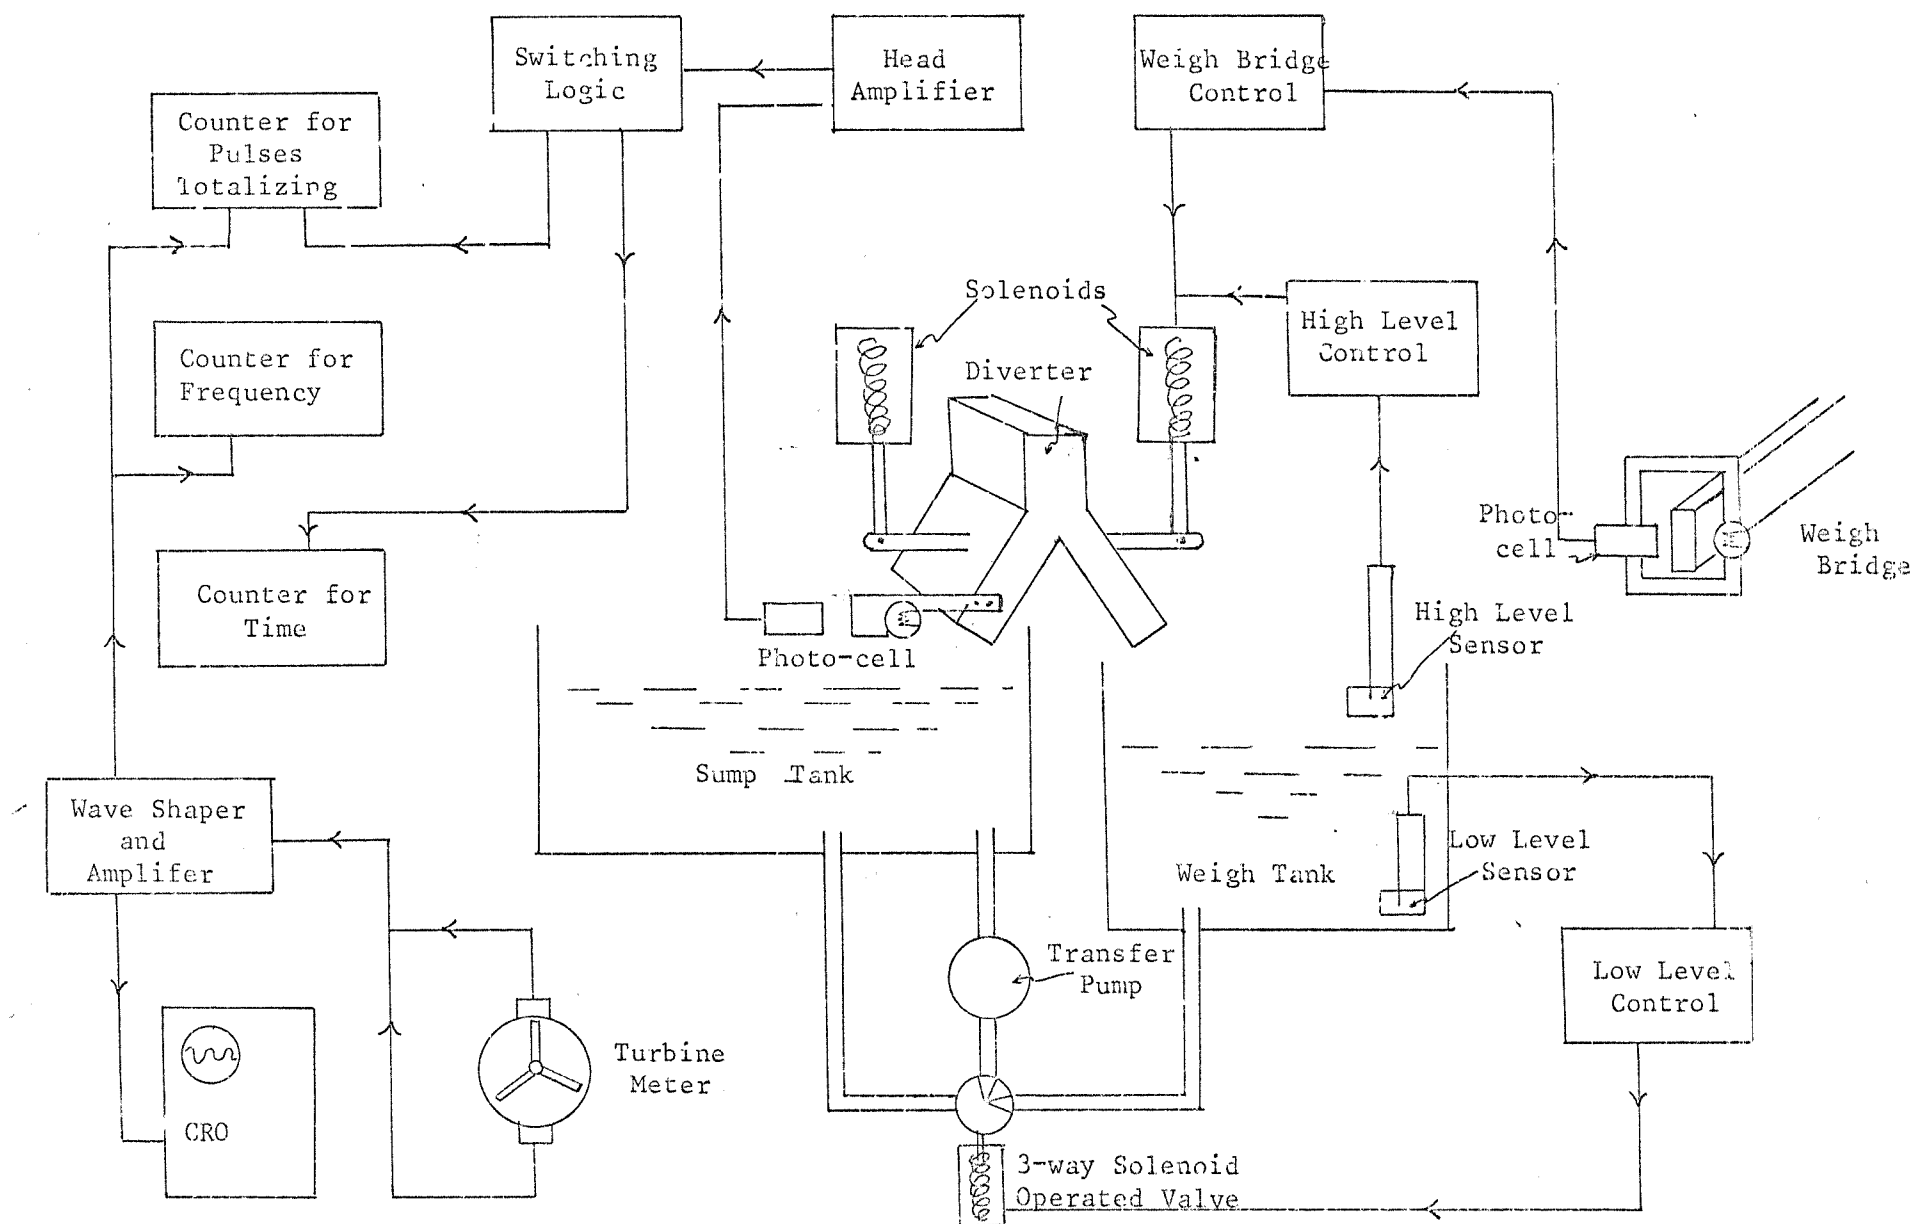 Switching
Logic
Head
Amplifier
Weigh Bridge
Control
Counter for
Pulses
Totalizing
Solenoids
High Level
Control
Counter for
Frequency
Diverter
Photo-
cell
Weigh
Bridge
Counter for
Time
High Level
Sensor
Photo-cell
Sump Tank
Wave Shaper
and
Amplifer
Low Level
Sensor
Weigh Tank
Transfer
Pump
Low Level
Control
Turbine
Meter
CRO
3-way Solenoid
Operated Valve